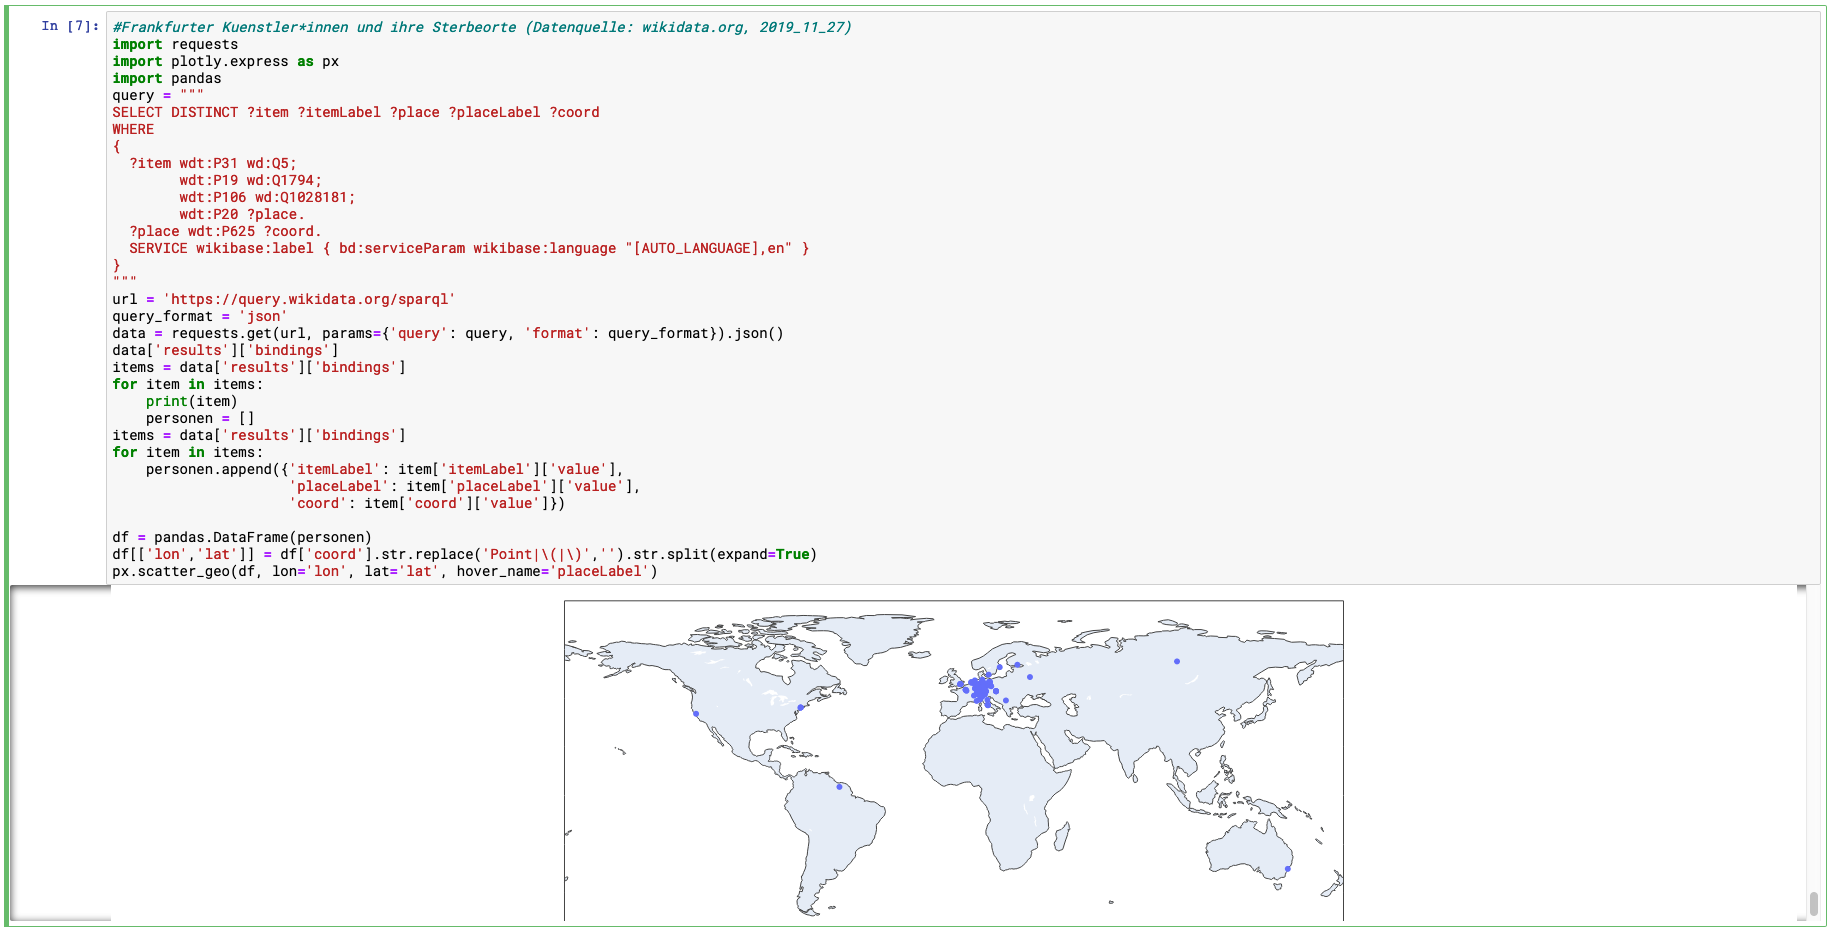 In [7]:
#Frankfurter Kuenstler*innen und ihre Sterbeorte (Datenquelle: wikidata.org, 2019_11_27)
import requests
import plotly.express as px
import pandas
query = """
SELECT DISTINCT ?item ?itemLabel ?place ?placeLabel ?coord
WHERE
{
  ?item wdt:P31 wd:Q5;
        wdt:P19 wd:Q1794;
        wdt:P106 wd:Q1028181;
        wdt:P20 ?place.
  ?place wdt:P625 ?coord.
  SERVICE wikibase:label { bd:serviceParam wikibase:language "[AUTO_LANGUAGE],en" }
}
"""
url = 'https://query.wikidata.org/sparql'
query_format = 'json'
data = requests.get(url, params={'query': query, 'format': query_format}).json()
data['results']['bindings']
items = data['results']['bindings']
for item in items:
    print(item)
    personen = []
items = data['results']['bindings']
for item in items:
    personen.append({'itemLabel': item['itemLabel']['value'],
                     'placeLabel': item['placeLabel']['value'],
                     'coord': item['coord']['value']})

df = pandas.DataFrame(personen)
df[['lon','lat']] = df['coord'].str.replace('Point|\(|\)','').str.split(expand=True)
px.scatter_geo(df, lon='lon', lat='lat', hover_name='placeLabel')